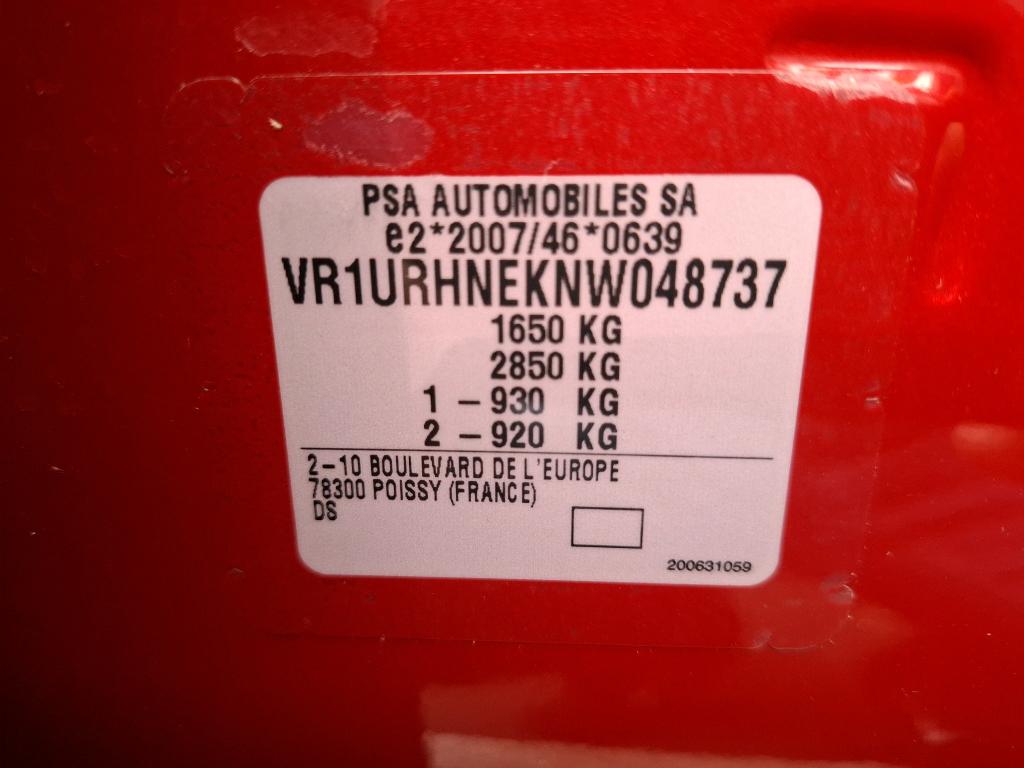 PSA AUTOMOBILES SA
e2*2007/46*0639
VR1URHNEKNW048737
1650 KG
2850 KG
1 -930 KG
2 -920 KG
2-10 BOULEVARD DE L'EUROPE
78300 POISSY (FRANCE)
DS
200631059